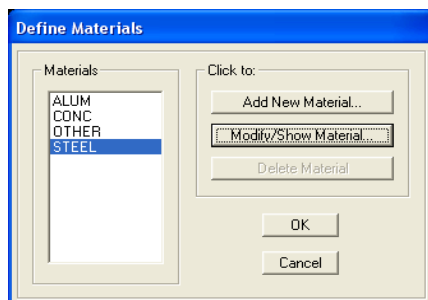 Define Materials
Materials
ALUM
CONC
OTHER
STEEL
Click to:
Add New Material...
Modify/Show Material...
Delete Material
OK
Cancel